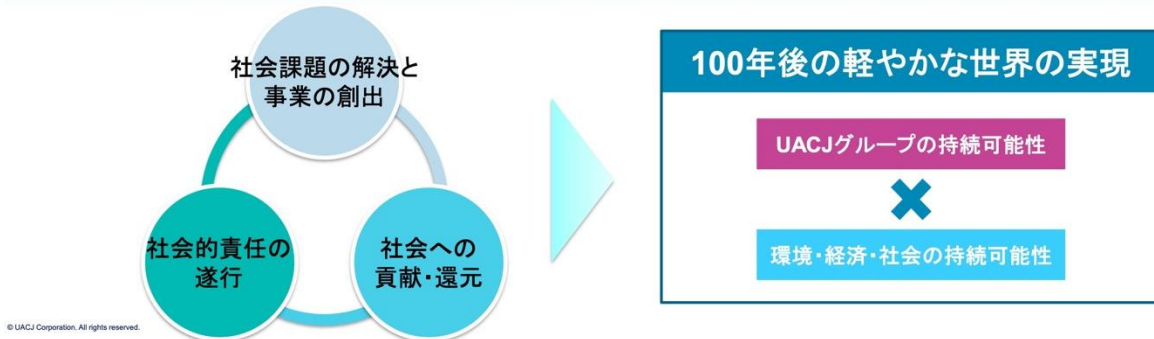 社会課題の解決と
事業の創出
社会的責任の
遂行
社会への
貢献・還元
100年後の軽やかな世界の実現
UACJグループの持続可能性
環境・経済・社会の持続可能性
© UACJ Corporation. All rights reserved.